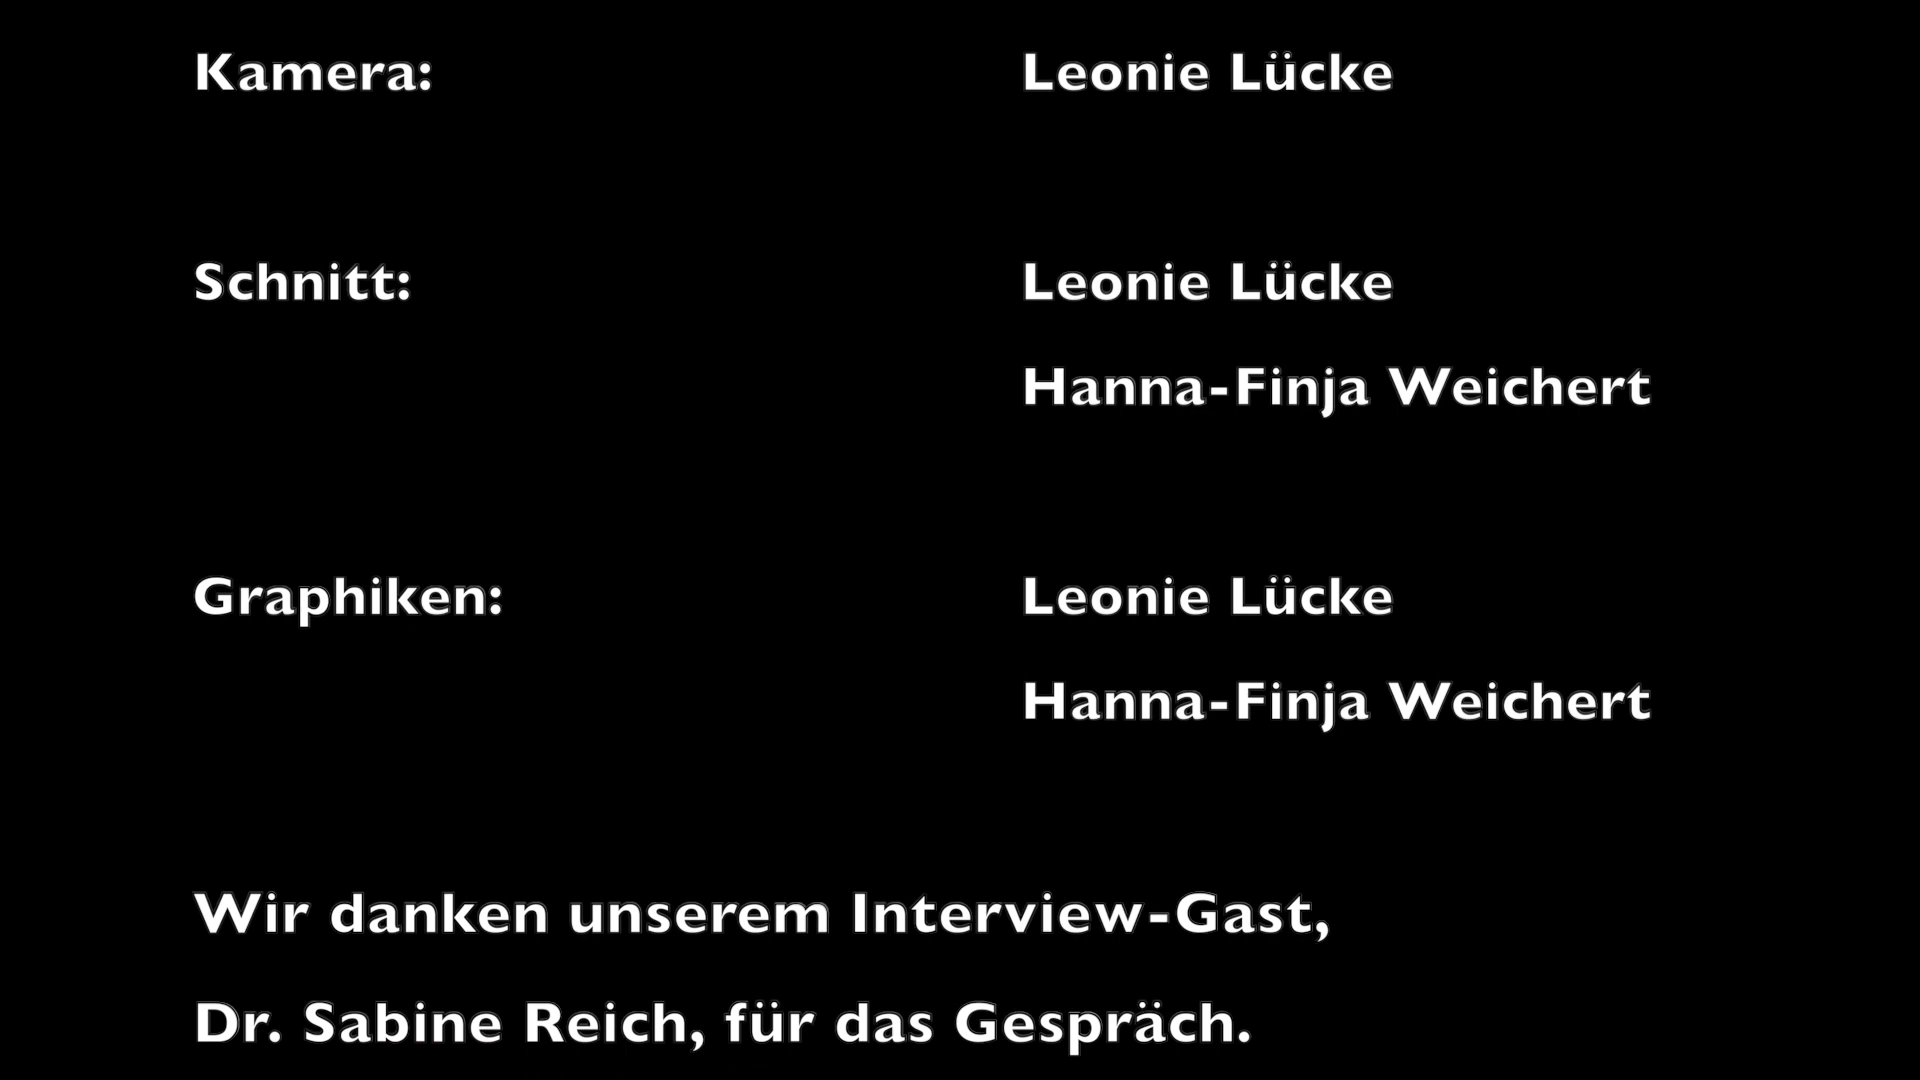 Kamera: Leonie Lücke
Schnitt: Leonie Lücke
Hanna-Finja Weichert
Graphiken: Leonie Lücke
Hanna-Finja Weichert
Wir danken unserem Interview-Gast,
Dr. Sabine Reich, für das Gespräch.